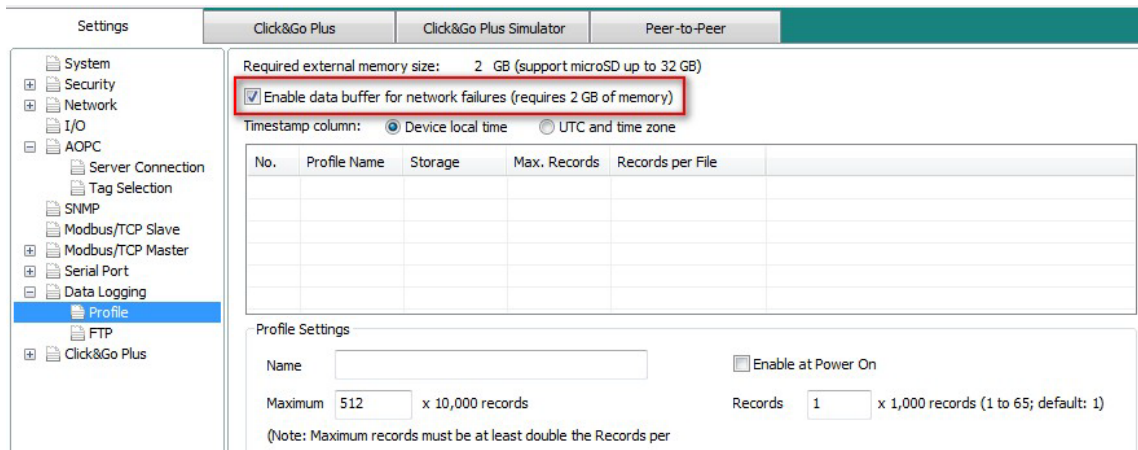 Settings
Click&Go Plus
Click&Go Plus Simulator
Peer-to-Peer
System
Security
Network
I/O
AOPC
Server Connection
Tag Selection
SNMP
Modbus/TCP Slave
Modbus/TCP Master
Serial Port
Data Logging
Profile
FTP
Click&Go Plus
Required external memory size: 2 GB (support microSD up to 32 GB)
Enable data buffer for network failures (requires 2 GB of memory)
Timestamp column: Device local time UTC and time zone
No. Profile Name Storage Max. Records Records per File
Profile Settings
Name
Enable at Power On
Maximum 512 x 10,000 records
Records 1 x 1,000 records (1 to 65; default: 1)
(Note: Maximum records must be at least double the Records per